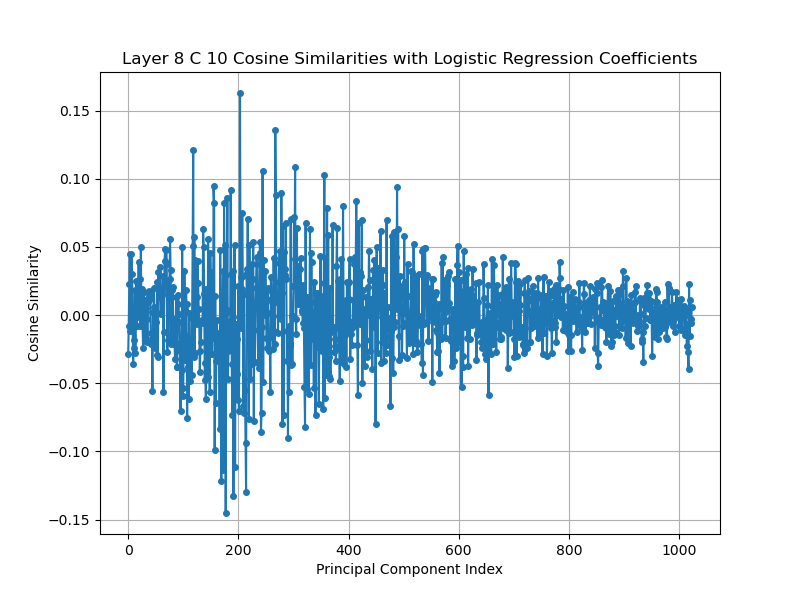 Layer 8 C 10 Cosine Similarities with Logistic Regression Coefficients
0.15
0.10
0.05
0.00
−0.05
−0.10
−0.15
Cosine Similarity
0 200 400 600 800 1000
Principal Component Index